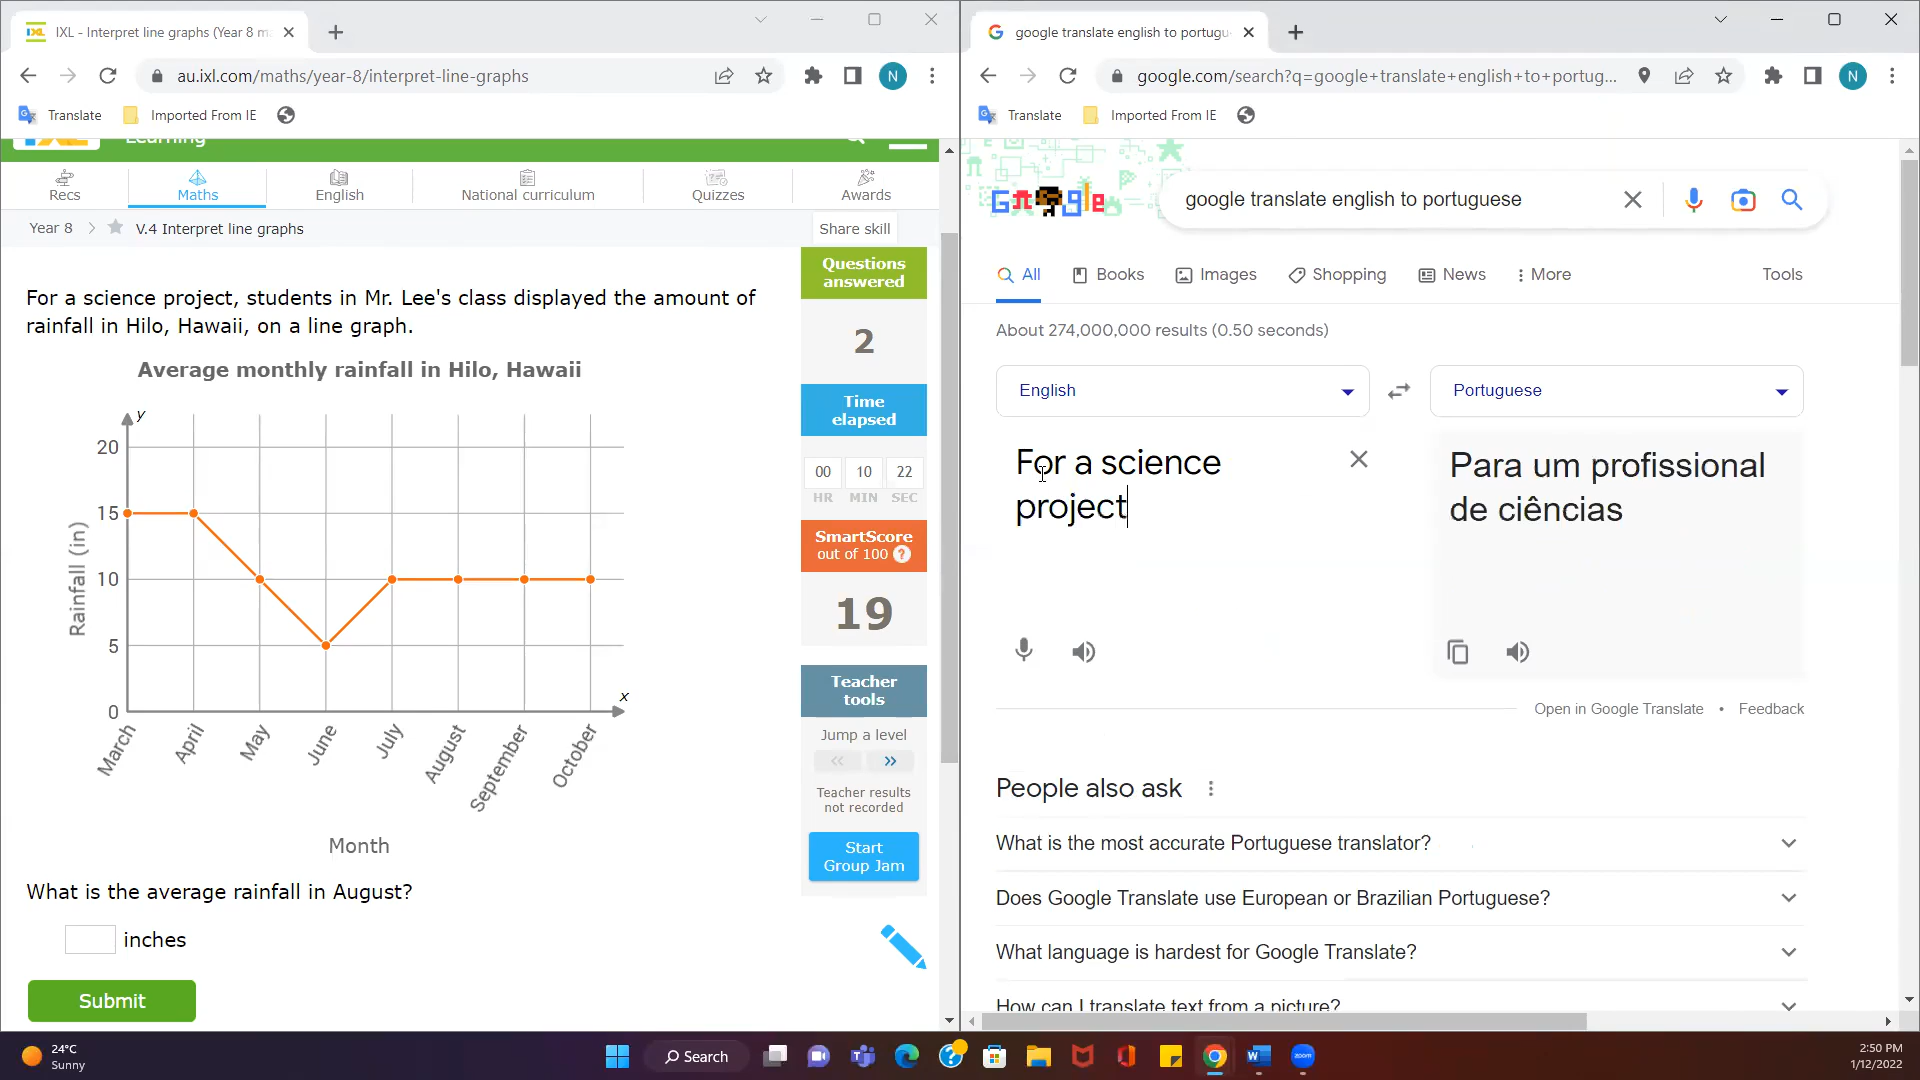 IXL - Interpret line graphs (Year 8 m
au.ixl.com/maths/year-8/interpret-line-graphs
N
Translate
Imported From IE
Learning
Recs
Maths
English
National curriculum
Quizzes
Awards
Year 8
V.4 Interpret line graphs
Share skill
For a science project, students in Mr. Lee's class displayed the amount of
rainfall in Hilo, Hawaii, on a line graph.
Average monthly rainfall in Hilo, Hawaii
y
20
15
10
5
0
Rainfall (in)
x
March
April
May
June
July
August
September
October
Month
What is the average rainfall in August?
inches
Submit
Questions
answered
2
Time
elapsed
00 10 22
HR MIN SEC
SmartScore
out of 100 ?
19
Teacher
tools
Jump a level
Teacher results
not recorded
Start
Group Jam
google translate english to portugu
google.com/search?q=google+translate+english+to+portug...
N
Translate
Imported From IE
Google
google translate english to portuguese
All
Books
Images
Shopping
News
More
Tools
About 274,000,000 results (0.50 seconds)
English
Portuguese
For a science
project
Para um profissional
de ciências
Open in Google Translate • Feedback
People also ask
What is the most accurate Portuguese translator?
Does Google Translate use European or Brazilian Portuguese?
What language is hardest for Google Translate?
How can I translate text from a picture?
24°C
Sunny
Search
zoom
2:50 PM
1/12/2022